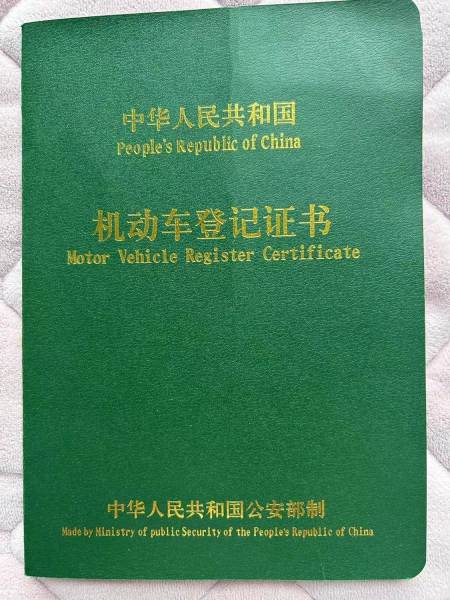 中华人民共和国
People's Republic of China
机动车登记证书
Motor Vehicle Register Certificate
中华人民共和国公安部制
Made by Ministry of public Security of the People's Republic of China